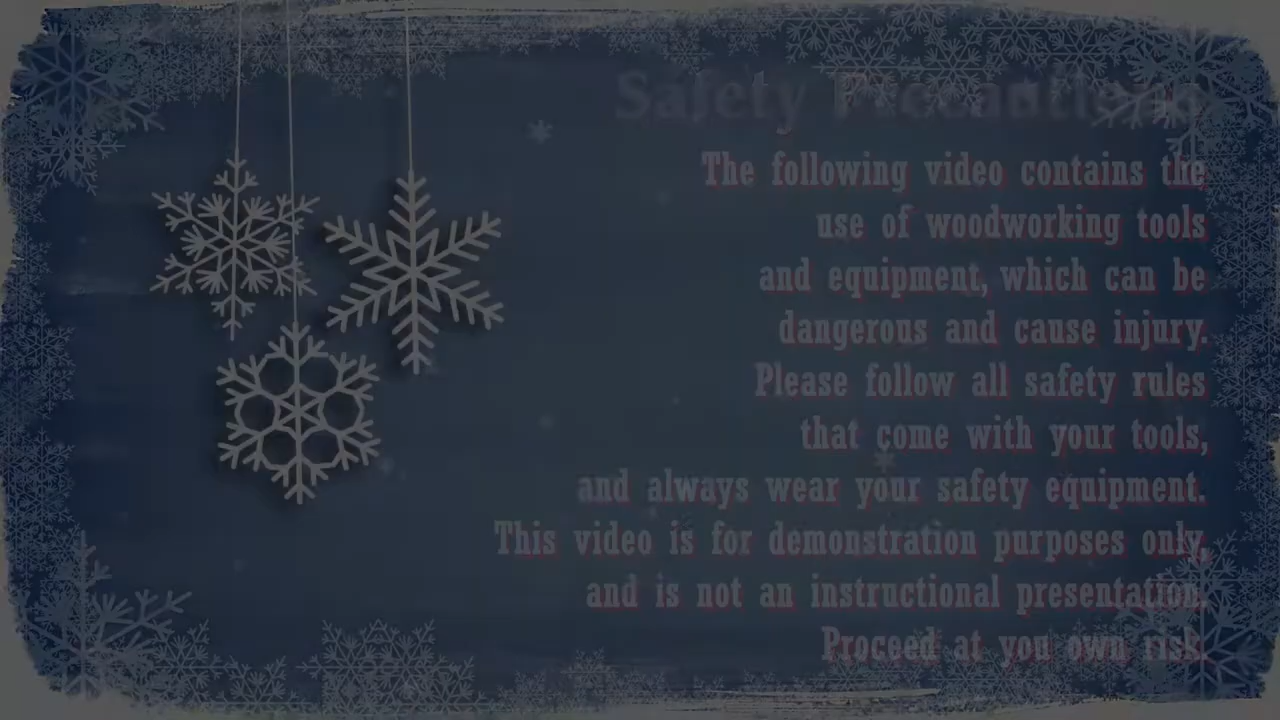 Safety Precautions
The following video contains the
use of woodworking tools
and equipment, which can be
dangerous and cause injury.
Please follow all safety rules
that come with your tools,
and always wear your safety equipment.
This video is for demonstration purposes only,
and is not an instructional presentation.
Proceed at you own risk.